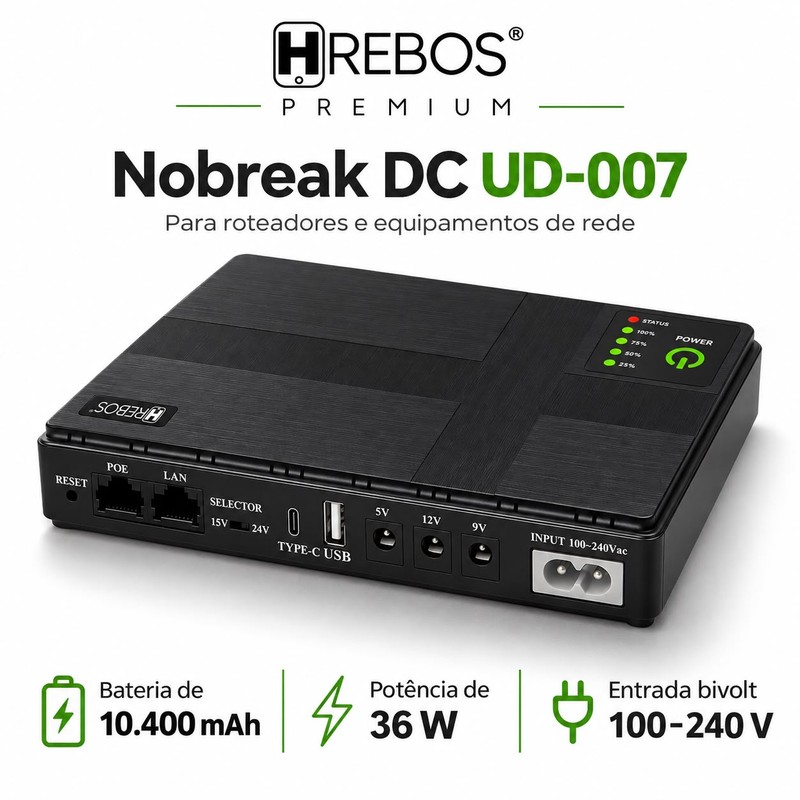 HREBOS®
PREMIUM
Nobreak DC UD-007
Para roteadores e equipamentos de rede
STATUS
100%
75%
50%
25%
POWER
HREBOS®
RESET
POE
LAN
SELECTOR
15V 24V
TYPE-C
USB
5V
12V
9V
INPUT 100~240Vac
Bateria de
10.400 mAh
Potência de
36 W
Entrada bivolt
100-240 V